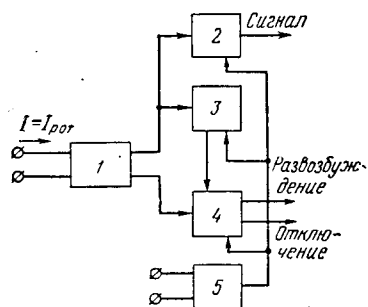 Сигнал
2
3
I=Iрот
1
Развозбуж-
дение
4
Отклю-
чение
5